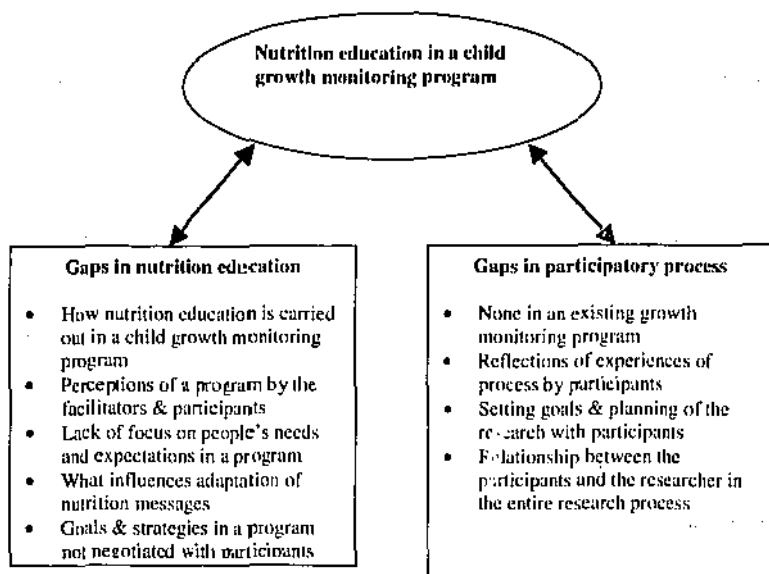 Nutrition education in a child
growth monitoring program
Gaps in nutrition education
• How nutrition education is carried
out in a child growth monitoring
program
• Perceptions of a program by the
facilitators & participants
• Lack of focus on people's needs
and expectations in a program
• What influences adaptation of
nutrition messages
• Goals & strategies in a program
not negotiated with participants
Gaps in participatory process
• None in an existing growth
monitoring program
• Reflections of experiences of
process by participants
• Setting goals & planning of the
research with participants
• Relationship between the
participants and the researcher in
the entire research process